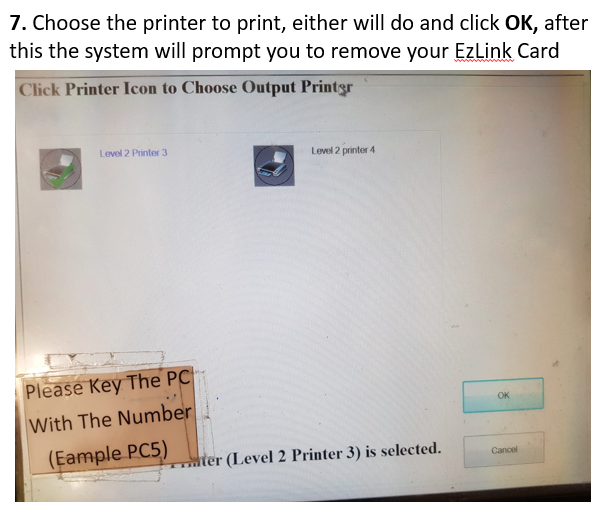 7. Choose the printer to print, either will do and click OK, after
this the system will prompt you to remove your EzLink Card
Click Printer Icon to Choose Output Printer
Level 2 Printer 3
Level 2 printer 4
Please Key The PC
With The Number
(Eample PC5)
(Level 2 Printer 3) is selected.
OK
Cancel